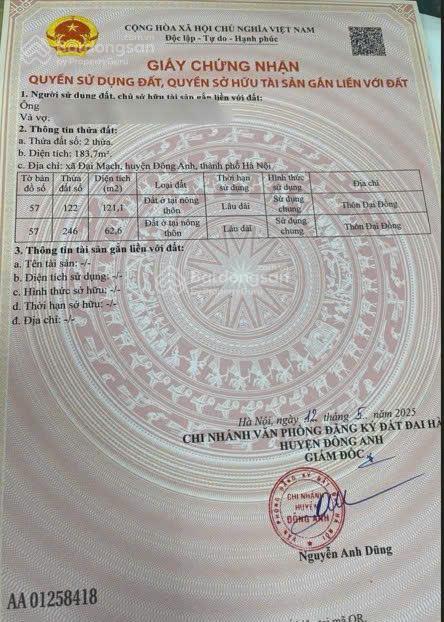 CỘNG HÒA XÃ HỘI CHỦ NGHĨA VIỆT NAM
Độc lập - Tự do - Hạnh phúc
Batdongsan
by PropertyGuru
GIẤY CHỨNG NHẬN
QUYỀN SỬ DỤNG ĐẤT, QUYỀN SỞ HỮU TÀI SẢN GẮN LIỀN VỚI ĐẤT
1. Người sử dụng đất, chủ sở hữu tài sản gắn liền với đất:
Ông
Và vợ:
2. Thông tin thửa đất:
a. Thửa đất số: 2 thửa.
b. Diện tích: 183,7m².
c. Địa chỉ: xã Đại Mạch, huyện Đông Anh, thành phố Hà Nội.
Tờ bản đồ số Thửa đất số Diện tích (m2) Loại đất Thời hạn sử dụng Hình thức sử dụng Địa chỉ
57 122 121,1 Đất ở tại nông thôn Lâu dài Sử dụng chung Thôn Đại Đồng
57 246 62,6 Đất ở tại nông thôn Lâu dài Sử dụng chung Thôn Đại Đồng
3. Thông tin tài sản gắn liền với đất:
a. Tên tài sản: -/-
b. Diện tích sử dụng: -/-
c. Hình thức sở hữu: -/-
d. Thời hạn sở hữu: -/-
đ. Địa chỉ: -/-
Batdongsan
Hà Nội, ngày 12 tháng 5 năm 2025
CHI NHÁNH VĂN PHÒNG ĐĂNG KÝ ĐẤT ĐAI HÀ
HUYỆN ĐÔNG ANH
GIÁM ĐỐC
CHI NHÁNH
HUYỆN
ĐÔNG ANH
Nguyễn Anh Dũng
AA 01258418
mã QR,